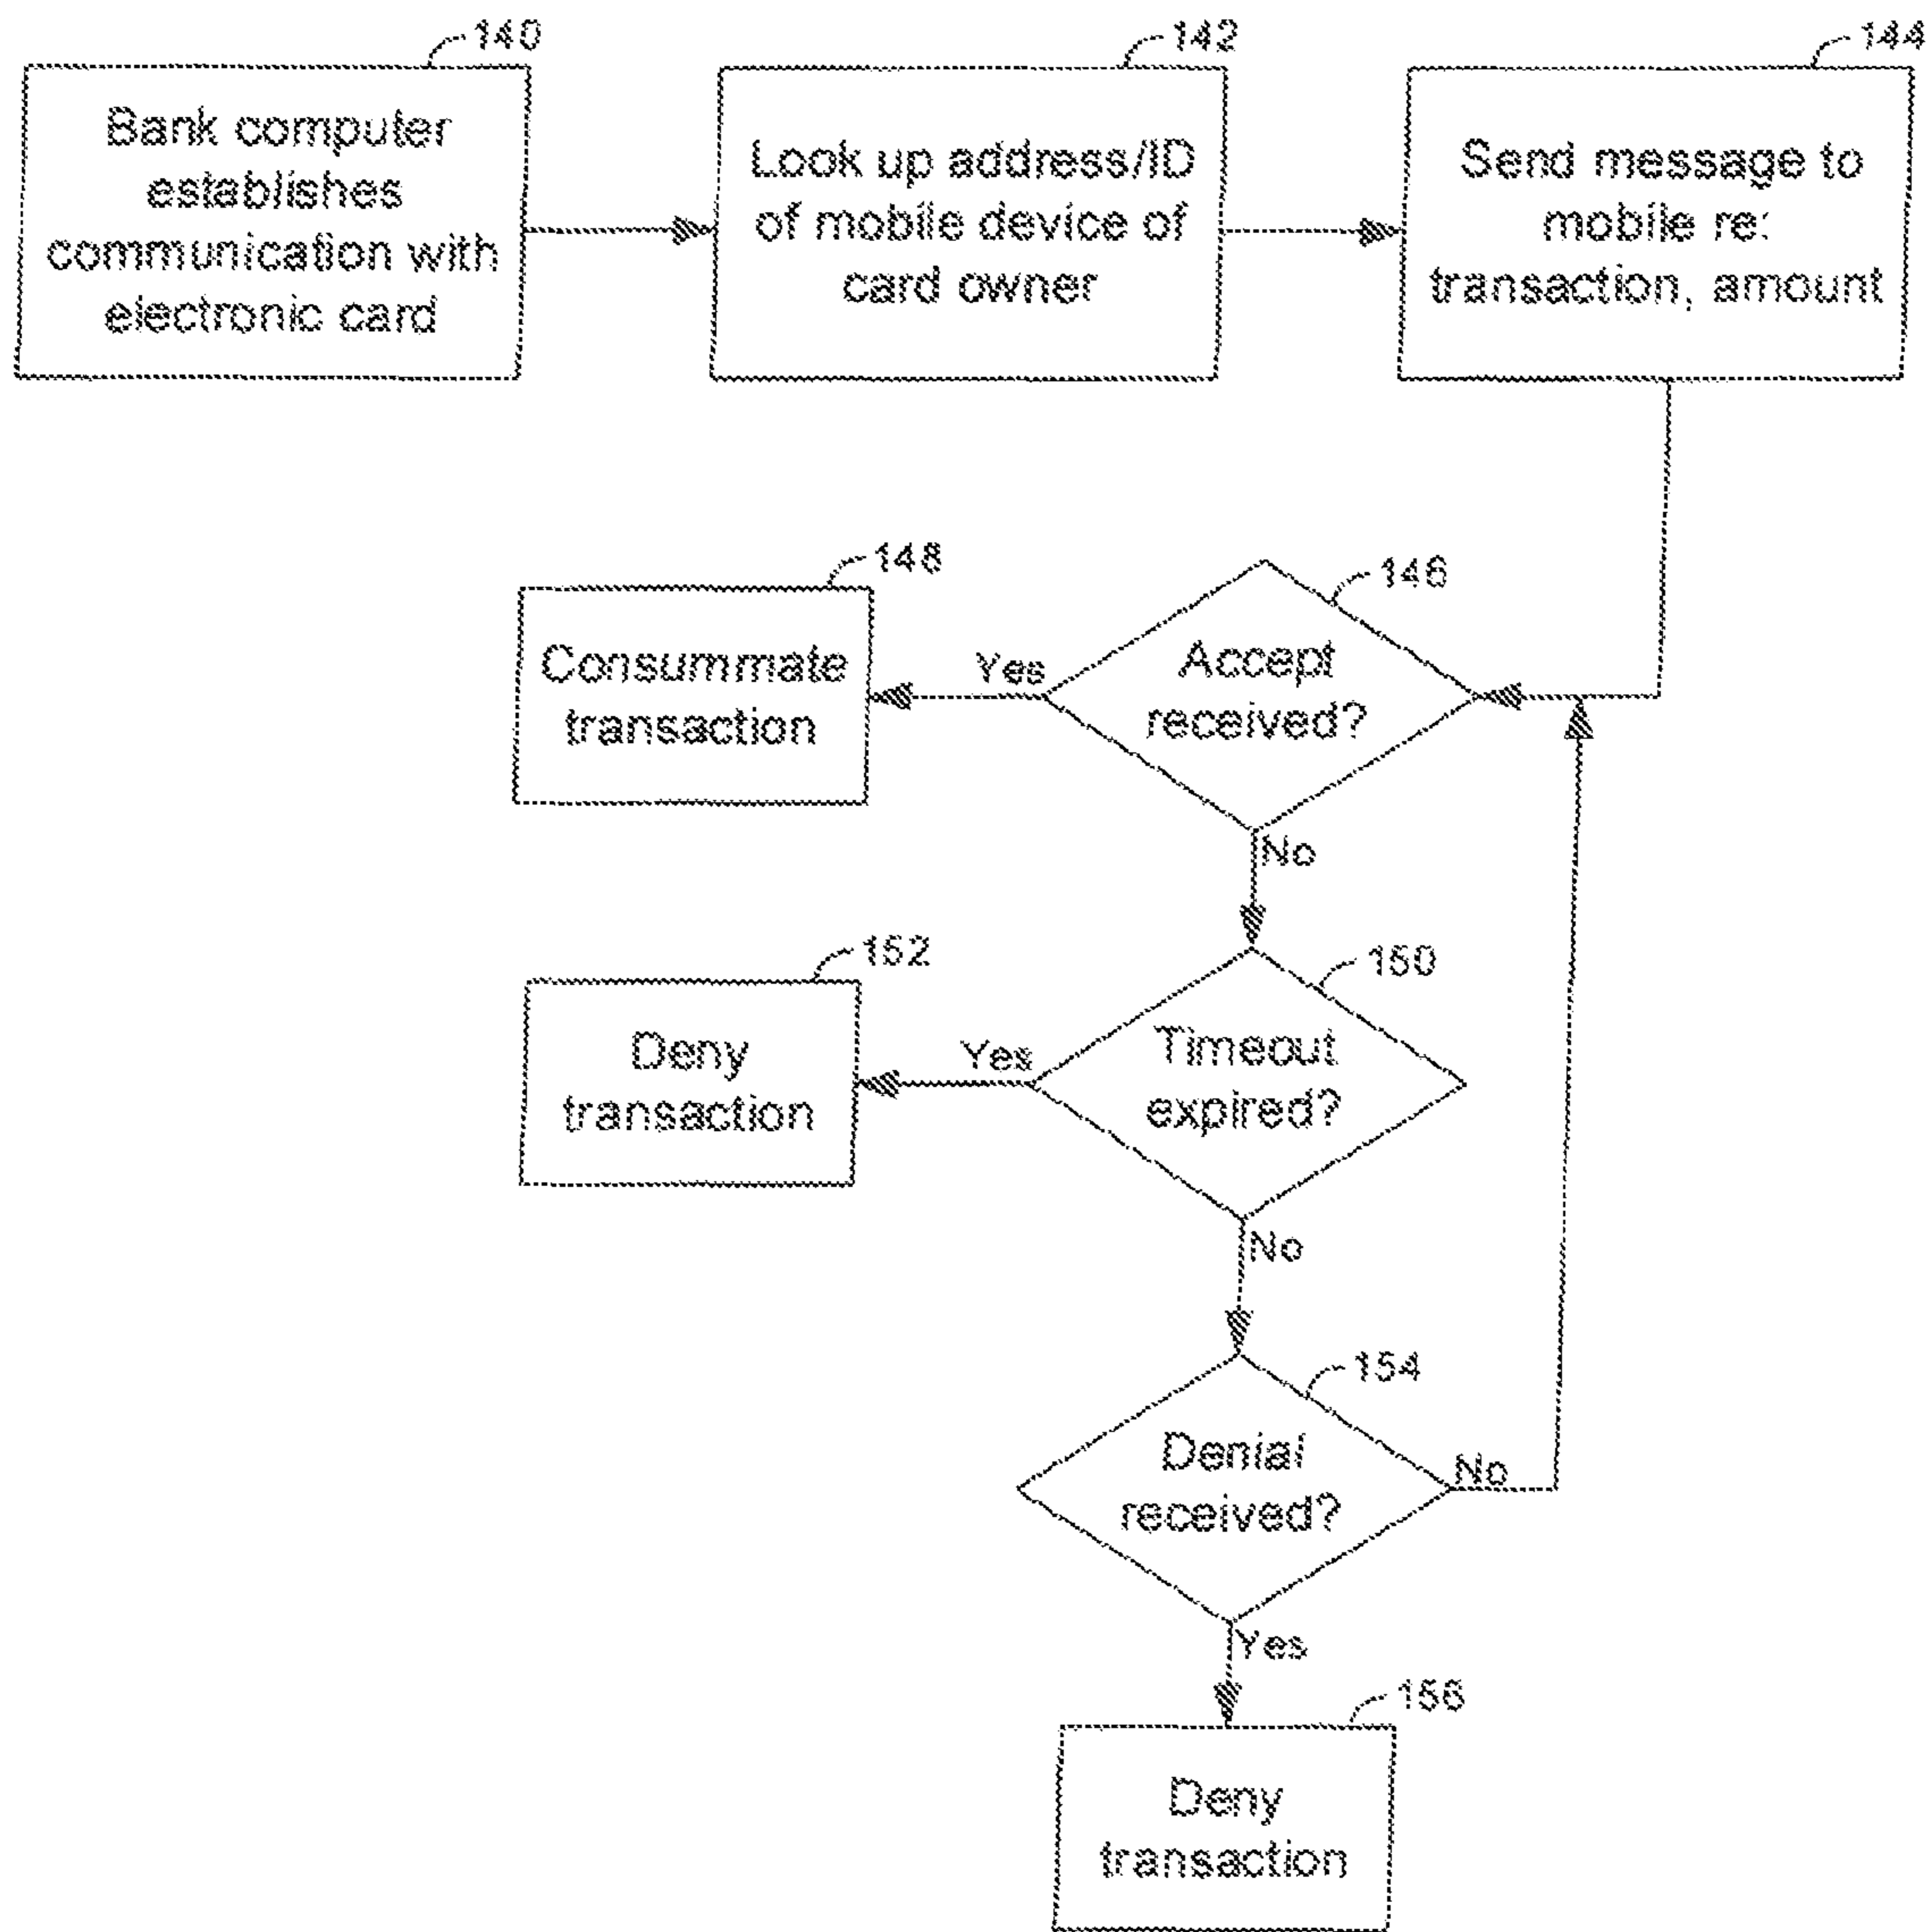 140
Bank computer
establishes
communication with
electronic card
142
Look up address/ID
of mobile device of
card owner
144
Send message to
mobile re:
transaction, amount
148
Consummate
transaction
146
Accept
received?
Yes
No
152
Deny
transaction
150
Timeout
expired?
Yes
No
154
Denial
received?
No
Yes
156
Deny
transaction